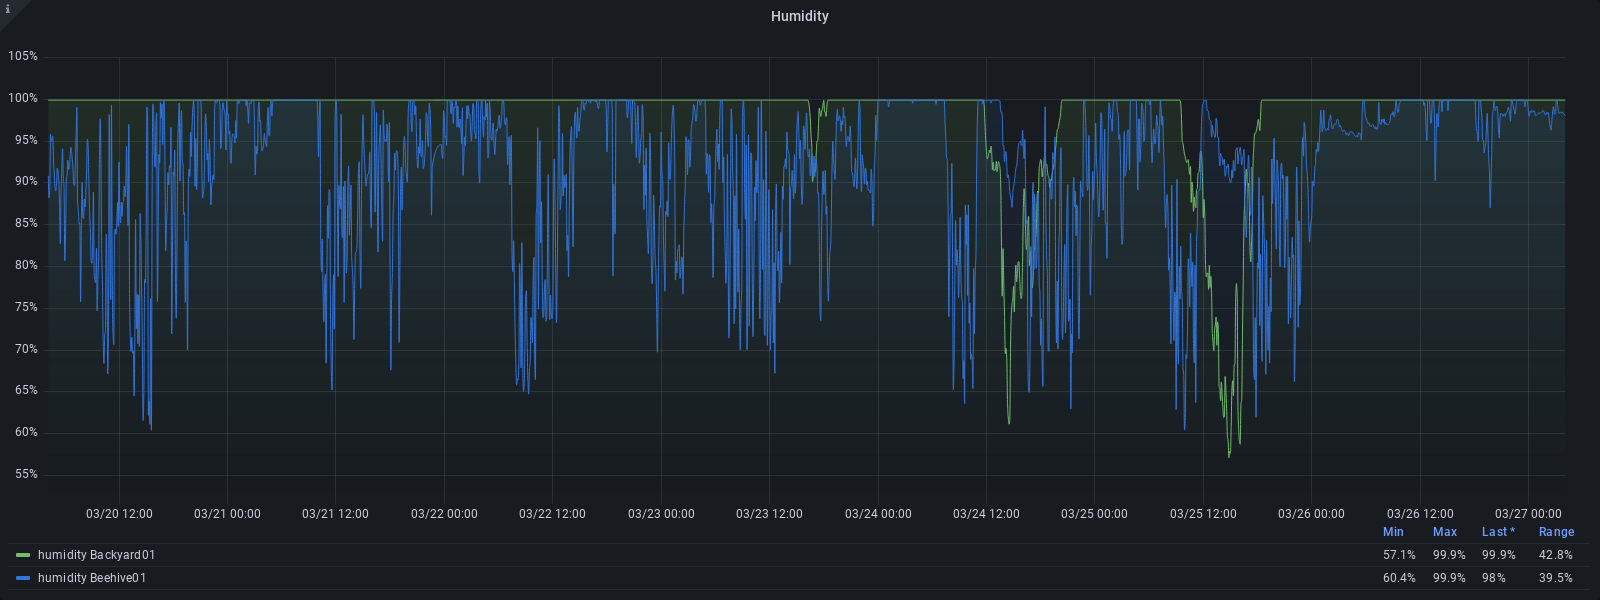 i
Humidity
105%
100%
95%
90%
85%
80%
75%
70%
65%
60%
55%
03/20 12:00 03/21 00:00 03/21 12:00 03/22 00:00 03/22 12:00 03/23 00:00 03/23 12:00 03/24 00:00 03/24 12:00 03/25 00:00 03/25 12:00 03/26 00:00 03/26 12:00 03/27 00:00
Min Max Last * Range
humidity Backyard01 57.1% 99.9% 99.9% 42.8%
humidity Beehive01 60.4% 99.9% 98% 39.5%